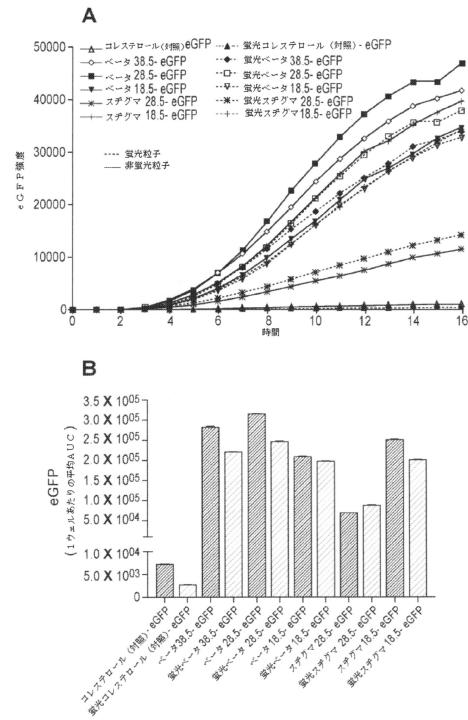 A
50000
40000
30000
20000
10000
0
eGFP強度
0 2 4 6 8 10 12 14 16
時間
コレステロール(対照)eGFP
ベータ 38.5- eGFP
ベータ 28.5- eGFP
ベータ 18.5- eGFP
スチグマ 28.5- eGFP
スチグマ 18.5- eGFP
蛍光コレステロール(対照)- eGFP
蛍光ベータ 38.5- eGFP
蛍光ベータ 28.5- eGFP
蛍光ベータ 18.5- eGFP
蛍光スチグマ 28.5- eGFP
蛍光スチグマ18.5- eGFP
蛍光粒子
非蛍光粒子
B
3.5 X 10⁰⁵
3.0 X 10⁰⁵
2.5 X 10⁰⁵
2.0 X 10⁰⁵
1.5 X 10⁰⁵
1.0 X 10⁰⁵
5.0 X 10⁰⁴
1.0 X 10⁰⁴
5.0 X 10⁰³
0
eGFP
(1ウェルあたりの平均AUC)
コレステロール(対照)- eGFP
蛍光コレステロール(対照)- eGFP
ベータ38.5- eGFP
蛍光ベータ 38.5- eGFP
ベータ 28.5- eGFP
蛍光ベータ 28.5- eGFP
ベータ 18.5- eGFP
蛍光ベータ 18.5- eGFP
スチグマ 28.5- eGFP
蛍光スチグマ 28.5- eGFP
スチグマ 18.5- eGFP
蛍光スチグマ 18.5- eGFP